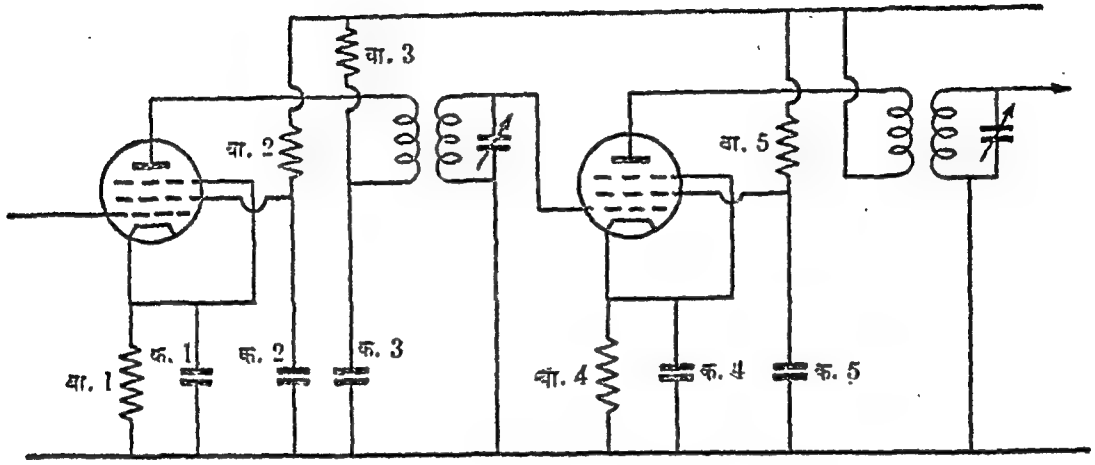 वा. 3
वा. 2
वा. 5
वा. 1
क. 1
क. 2
क. 3
वा. 4
क. 4
क. 5